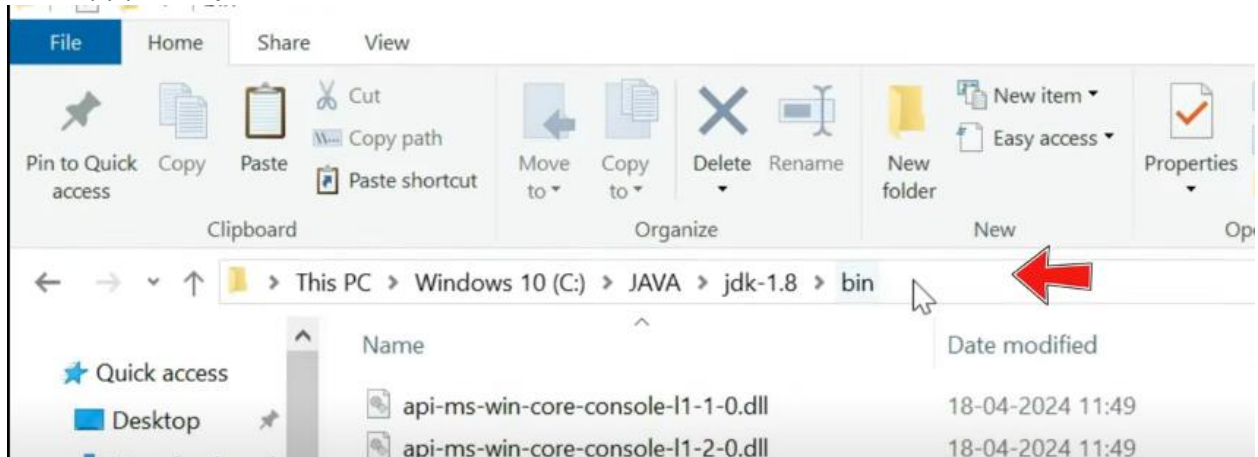 File Home Share View
Cut
Copy path
Paste shortcut
Pin to Quick access
Copy
Paste
Clipboard
Move to
Copy to
Delete
Rename
Organize
New folder
New item
Easy access
New
Properties
This PC > Windows 10 (C:) > JAVA > jdk-1.8 > bin
Name Date modified
Quick access
Desktop
api-ms-win-core-console-l1-1-0.dll 18-04-2024 11:49
api-ms-win-core-console-l1-2-0.dll 18-04-2024 11:49